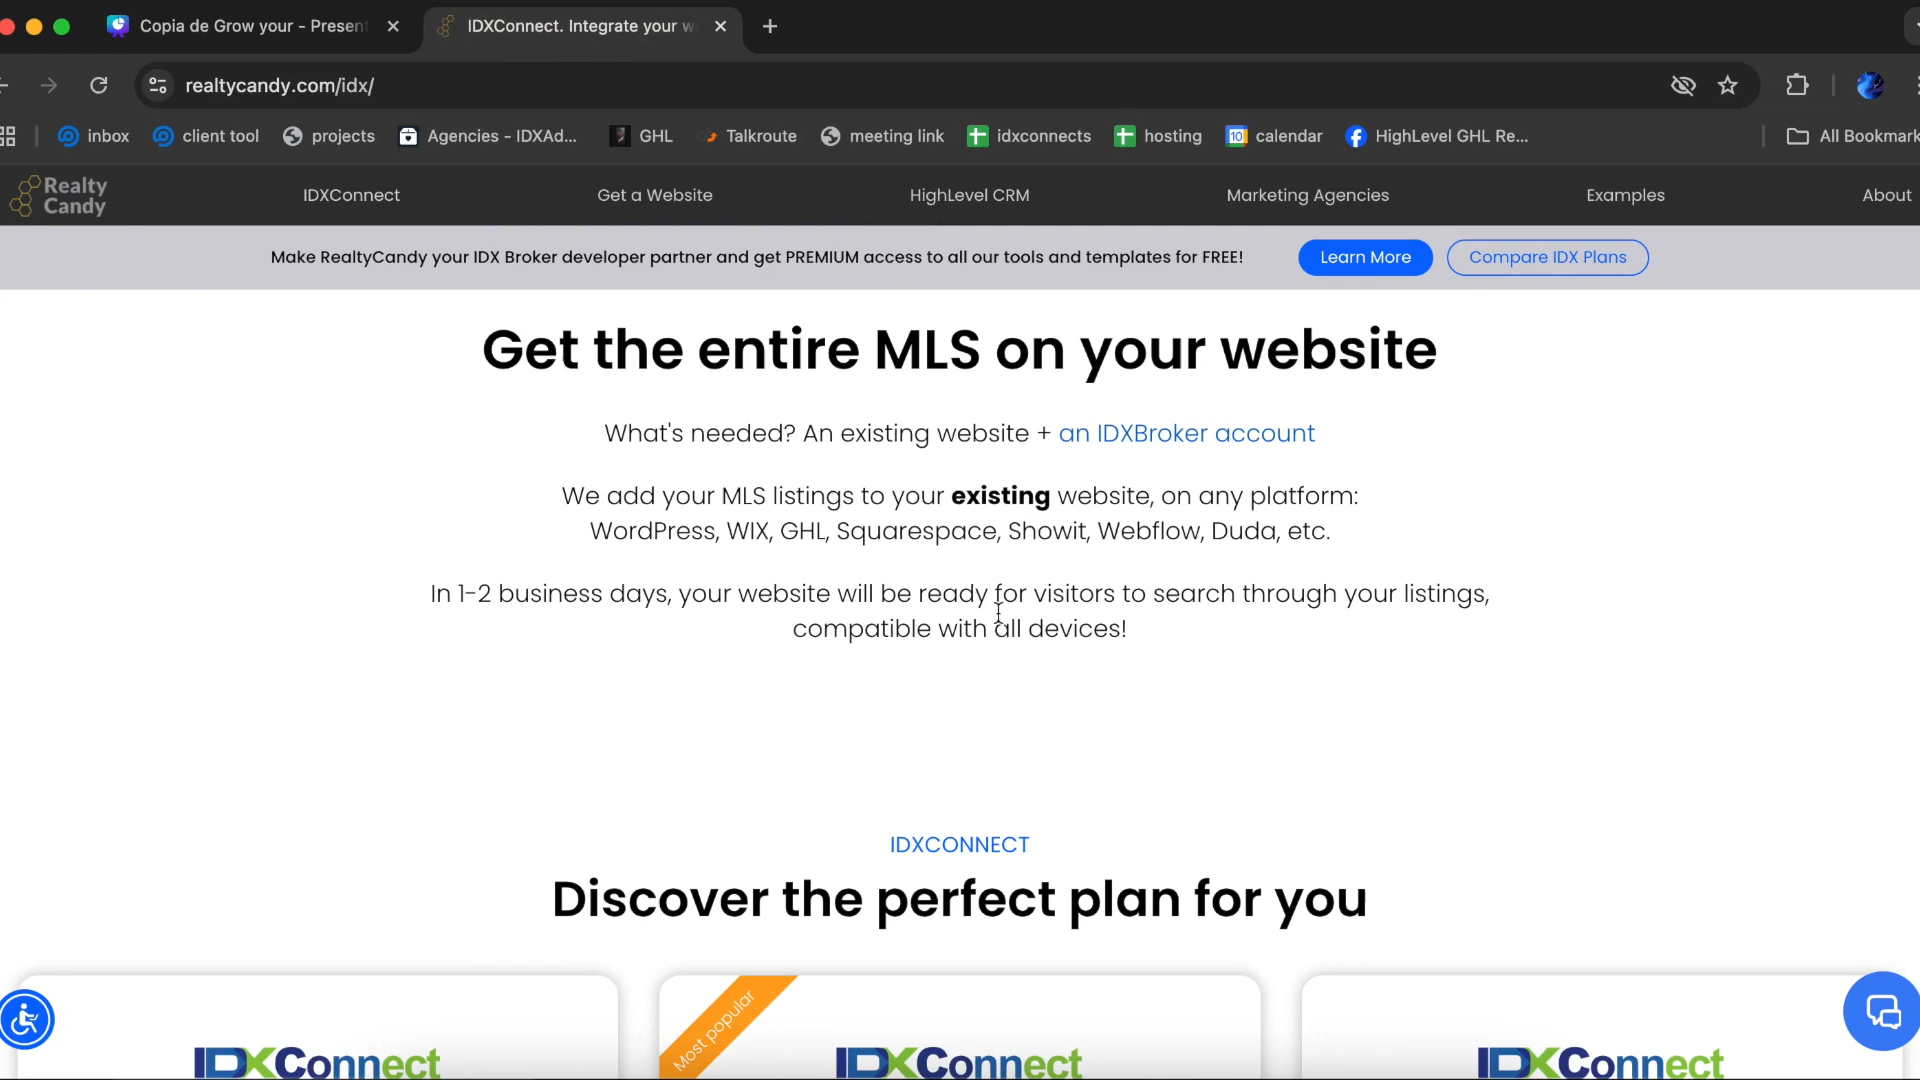 Copia de Grow your - Present
IDXConnect. Integrate your w
realtycandy.com/idx/
inbox
client tool
projects
Agencies - IDXAd...
GHL
Talkroute
meeting link
idxconnects
hosting
10
calendar
HighLevel GHL Re...
All Bookmark
Realty
Candy
IDXConnect
Get a Website
HighLevel CRM
Marketing Agencies
Examples
About
Make RealtyCandy your IDX Broker developer partner and get PREMIUM access to all our tools and templates for FREE!
Learn More
Compare IDX Plans
Get the entire MLS on your website
What's needed? An existing website + an IDXBroker account
We add your MLS listings to your existing website, on any platform:
WordPress, WIX, GHL, Squarespace, Showit, Webflow, Duda, etc.
In 1-2 business days, your website will be ready for visitors to search through your listings,
compatible with all devices!
IDXCONNECT
Discover the perfect plan for you
Most popular
IDXConnect
IDXConnect
IDXConnect